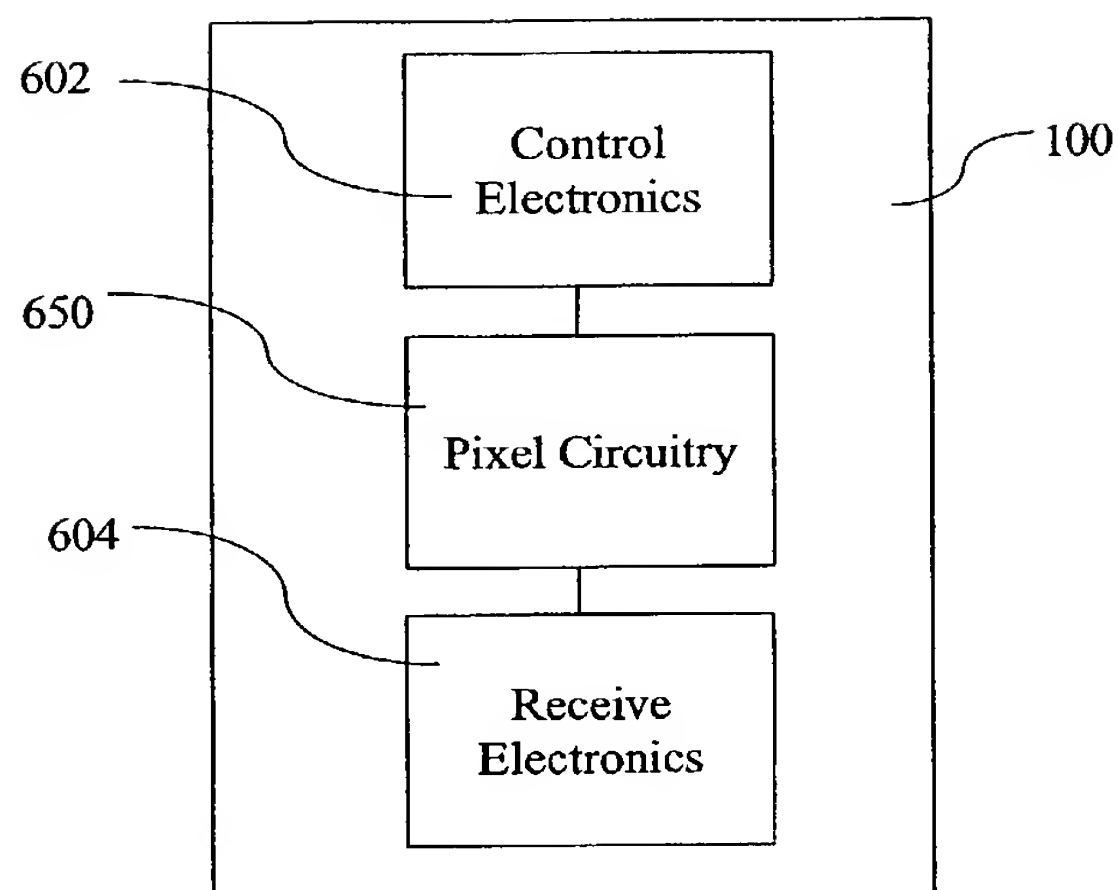 602
Control
Electronics
100
650
Pixel Circuitry
604
Receive
Electronics